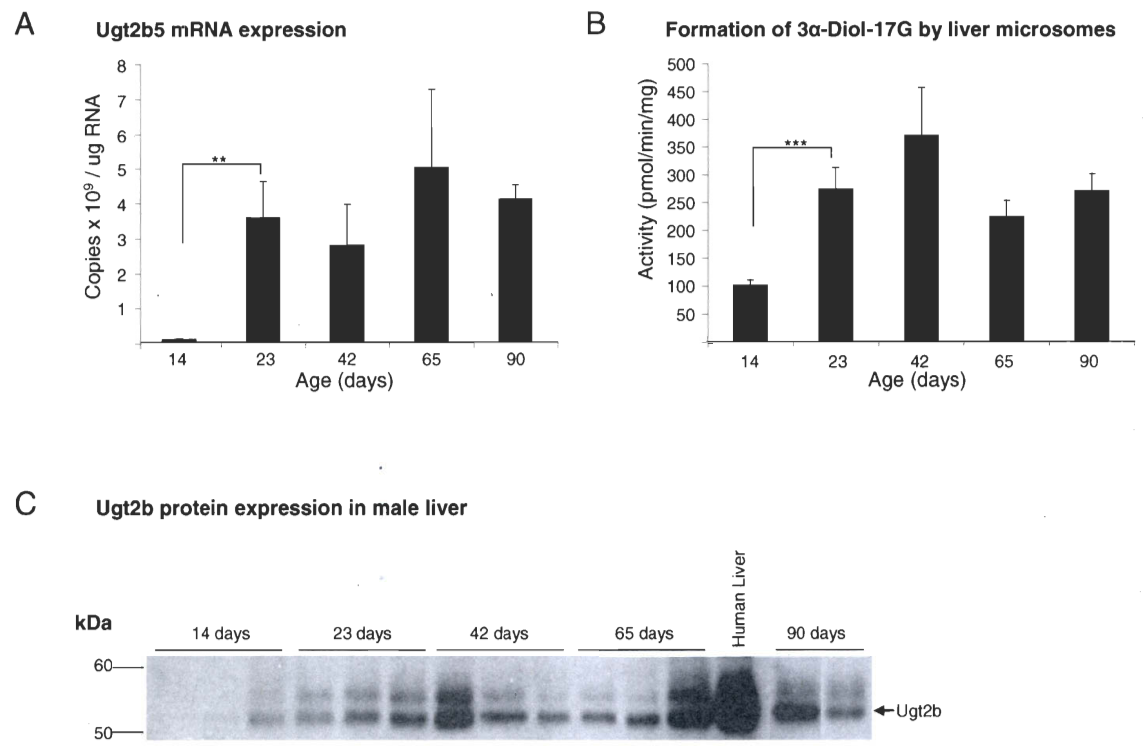 A
Ugt2b5 mRNA expression
Copies x 10⁹ / ug RNA
8
7
6
5
4
3
2
1
**
14 23 42 65 90
Age (days)
B
Formation of 3α-Diol-17G by liver microsomes
Activity (pmol/min/mg)
500
450
400
350
300
250
200
150
100
50
***
14 23 42 65 90
Age (days)
C
Ugt2b protein expression in male liver
kDa
14 days 23 days 42 days 65 days Human Liver 90 days
60
50
Ugt2b